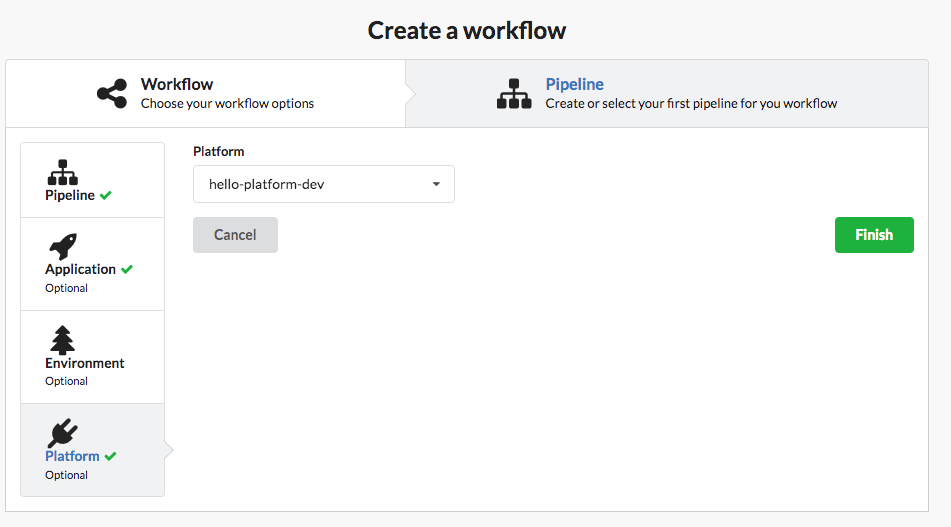 Create a workflow
Workflow
Choose your workflow options
Pipeline
Create or select your first pipeline for you workflow
Pipeline
Application
Optional
Environment
Optional
Platform
Optional
Platform
hello-platform-dev
Cancel
Finish